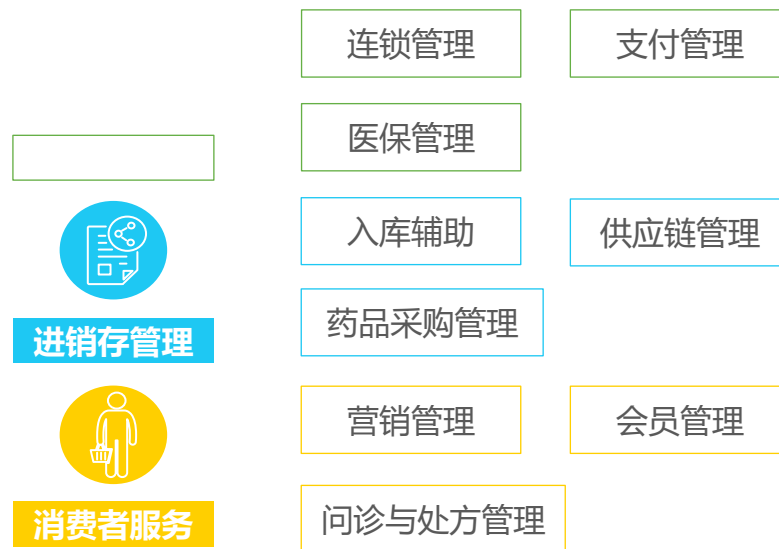 连锁管理
支付管理
医保管理
入库辅助
供应链管理
进销存管理
药品采购管理
营销管理
会员管理
消费者服务
问诊与处方管理